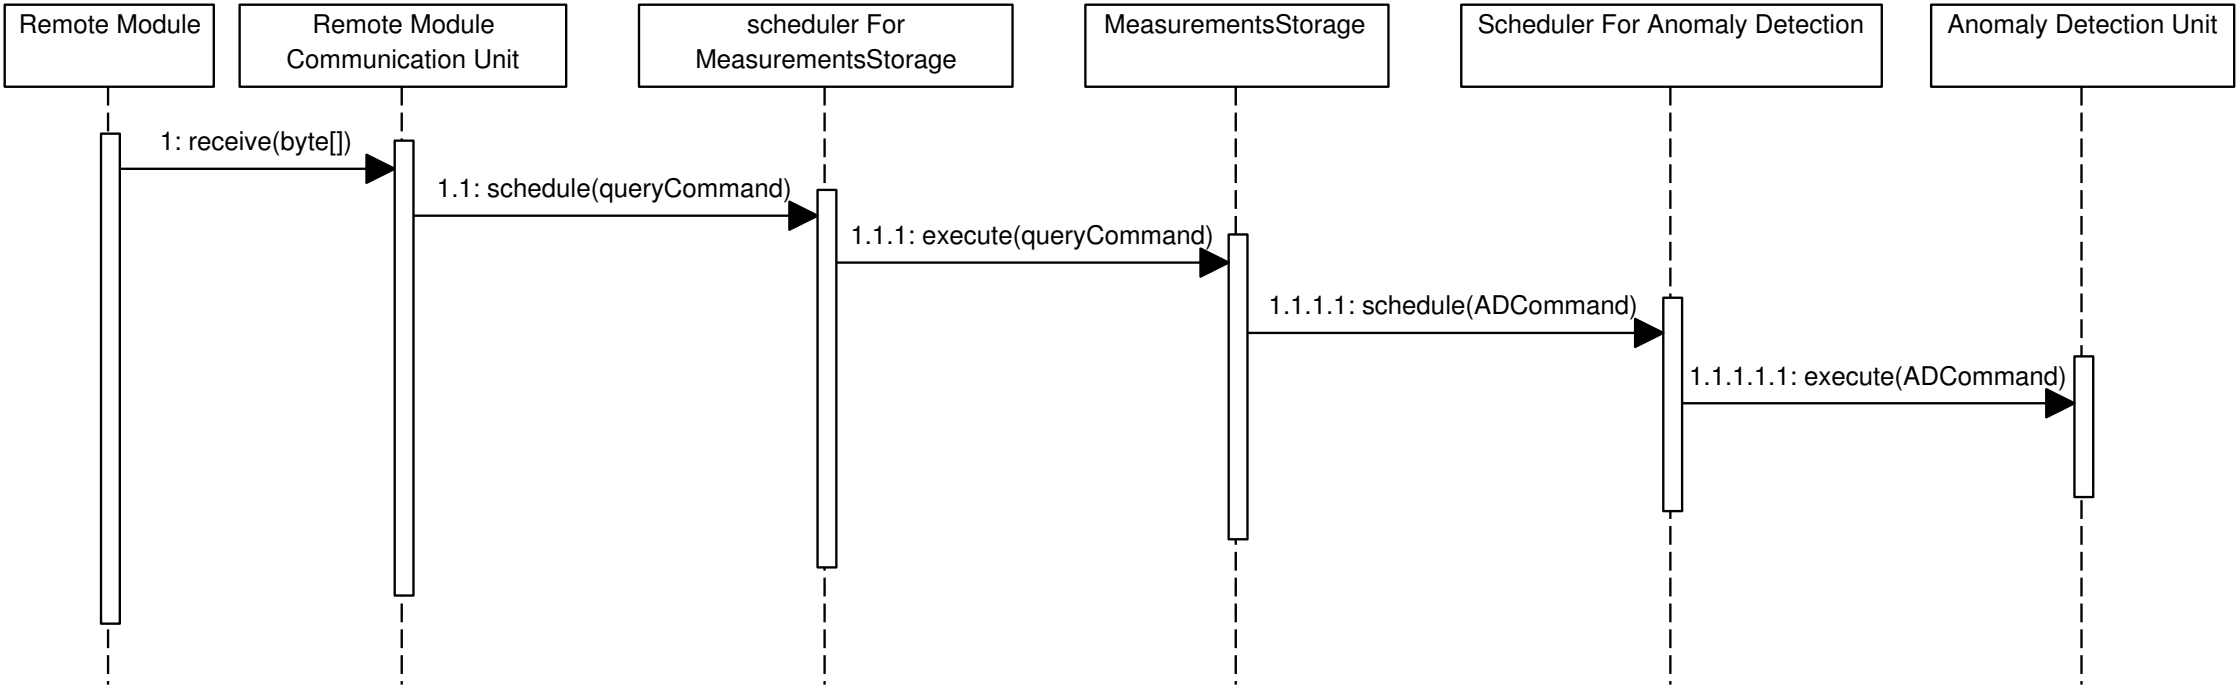 Remote Module
Remote Module
Communication Unit
scheduler For
MeasurementsStorage
MeasurementsStorage
Scheduler For Anomaly Detection
Anomaly Detection Unit
1: receive(byte[])
1.1: schedule(queryCommand)
1.1.1: execute(queryCommand)
1.1.1.1: schedule(ADCommand)
1.1.1.1.1: execute(ADCommand)